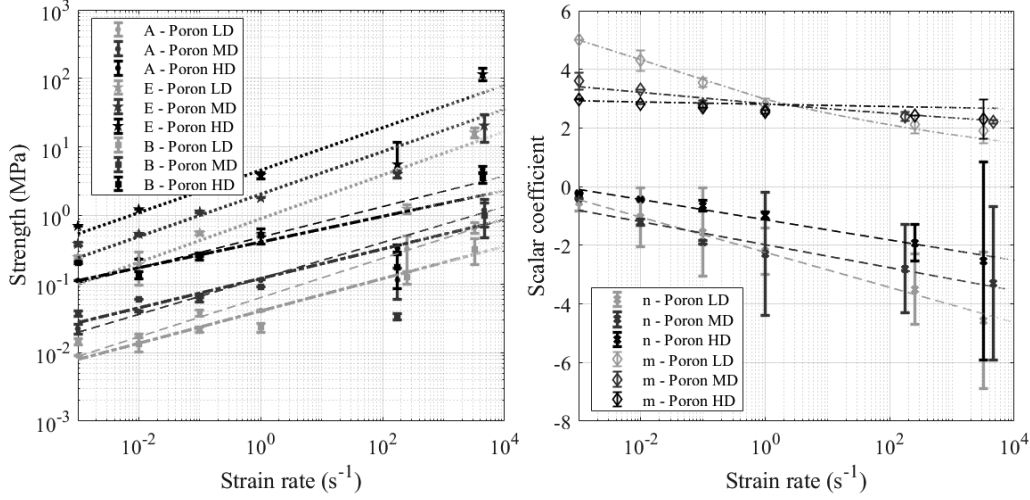 10^3
10^2
10^1
10^0
10^-1
10^-2
10^-3
Strength (MPa)
A - Poron LD
A - Poron MD
A - Poron HD
E - Poron LD
E - Poron MD
E - Poron HD
B - Poron LD
B - Poron MD
B - Poron HD
10^-2
10^0
10^2
10^4
Strain rate (s^-1)
6
4
2
0
-2
-4
-6
-8
Scalar coefficient
n - Poron LD
n - Poron MD
n - Poron HD
m - Poron LD
m - Poron MD
m - Poron HD
10^-2
10^0
10^2
10^4
Strain rate (s^-1)